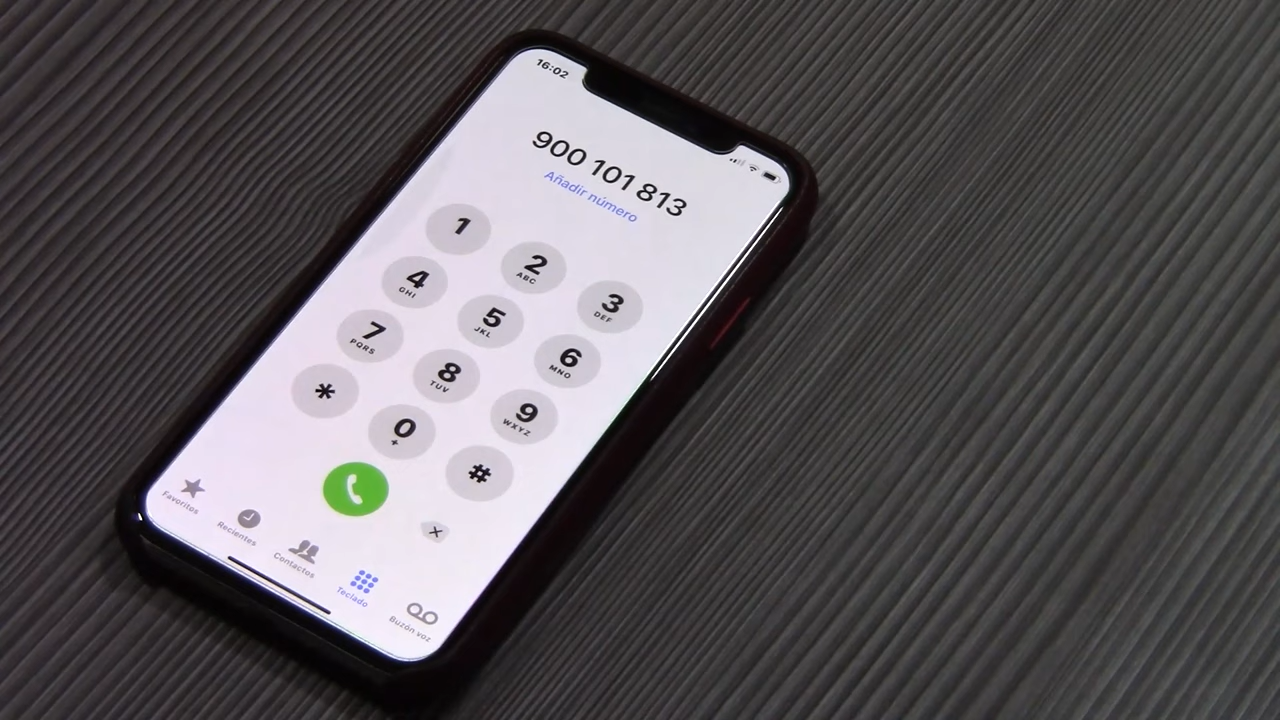 16:02
900 101 813
Añadir número
1
2
ABC
3
DEF
4
GHI
5
JKL
6
MNO
7
PQRS
8
TUV
9
WXYZ
*
0
+
#
Favoritos
Recientes
Contactos
Teclado
Buzón voz